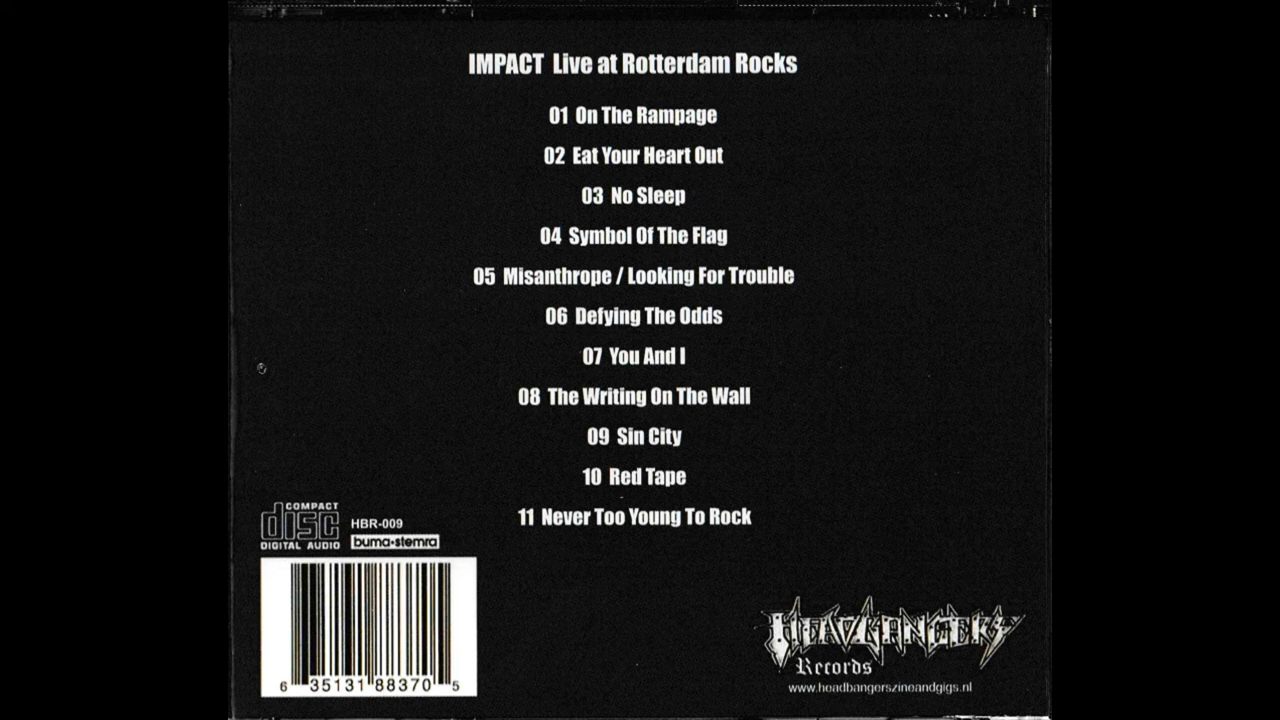 IMPACT Live at Rotterdam Rocks
01 On The Rampage
02 Eat Your Heart Out
03 No Sleep
04 Symbol Of The Flag
05 Misanthrope / Looking For Trouble
06 Defying The Odds
07 You And I
08 The Writing On The Wall
09 Sin City
10 Red Tape
11 Never Too Young To Rock
COMPACT
disc
DIGITAL AUDIO
HBR-009
buma•stemra
6 35131 88370 5
HEADBANGERS
Records
www.headbangerszineandgigs.nl